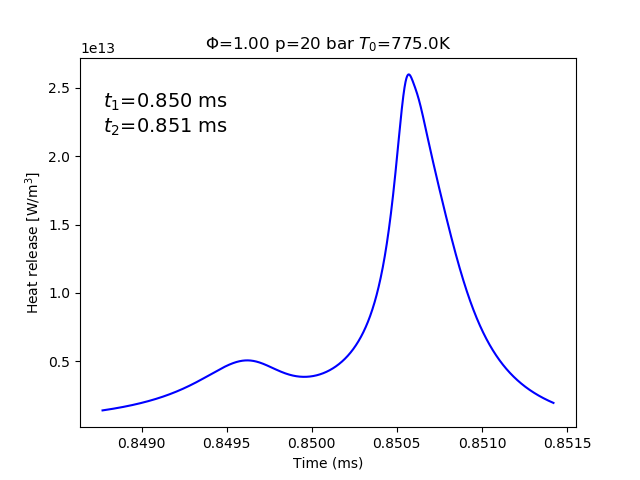 Φ=1.00 p=20 bar T₀=775.0K
1e13
t₁=0.850 ms
t₂=0.851 ms
2.5
2.0
1.5
1.0
0.5
Heat release [W/m³]
0.8490 0.8495 0.8500 0.8505 0.8510 0.8515
Time (ms)